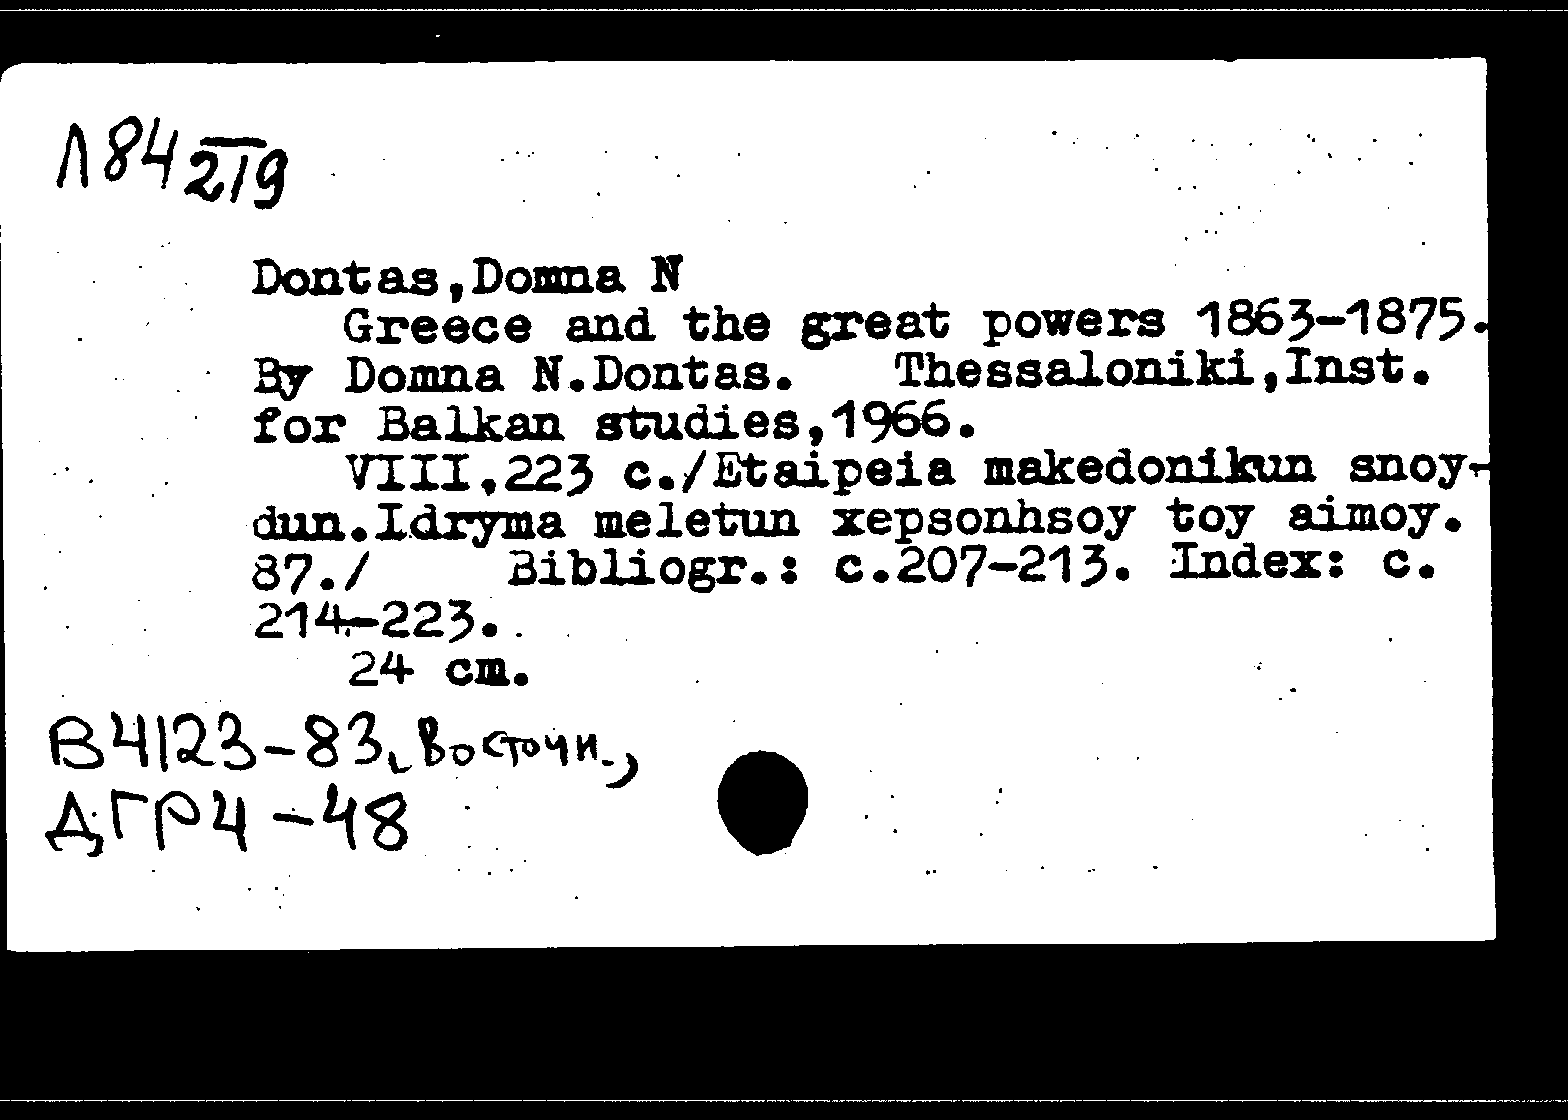 Л84 219
Dontas,Domna N
Greece and the great powers 1863-1875.
By Domna N.Dontas. Thessaloniki,Inst.
for Balkan studies,1966.
VIII,223 c./Etaipeia makedonikun snoy-
dun.Idryma meletun xepsonhsoy toy aimoy.
87./ Bibliogr.: c.207-213. Index: c.
214-223.
24 cm.
В4123-83(Восточн.)
ДГР4-48